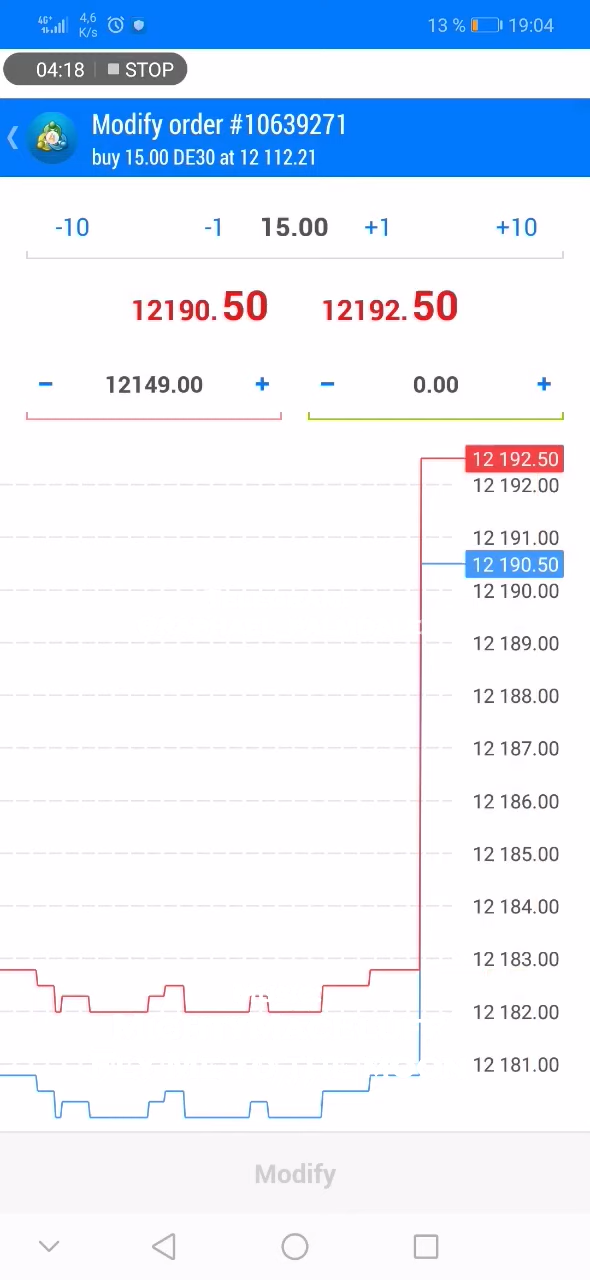 4G+ 4,6 K/s 13 % 19:04
04:18 STOP
Modify order #10639271
buy 15.00 DE30 at 12 112.21
-10 -1 15.00 +1 +10
12190.50 12192.50
− 12149.00 + − 0.00 +
12 192.50
12 192.00
12 191.00
12 190.50
12 190.00
12 189.00
12 188.00
12 187.00
12 186.00
12 185.00
12 184.00
12 183.00
12 182.00
12 181.00
Modify